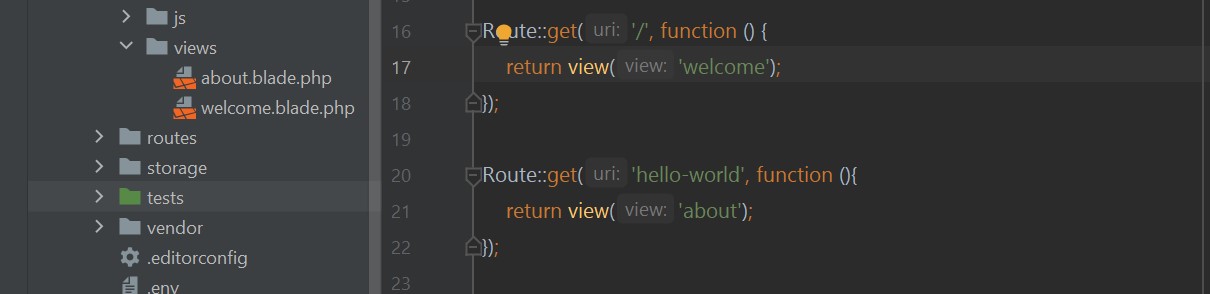 js
views
about.blade.php
welcome.blade.php
routes
storage
tests
vendor
.editorconfig
.env
16 Route::get( uri: '/', function () {
17 return view( view: 'welcome');
18 });
19
20 Route::get( uri: 'hello-world', function (){
21 return view( view: 'about');
22 });
23